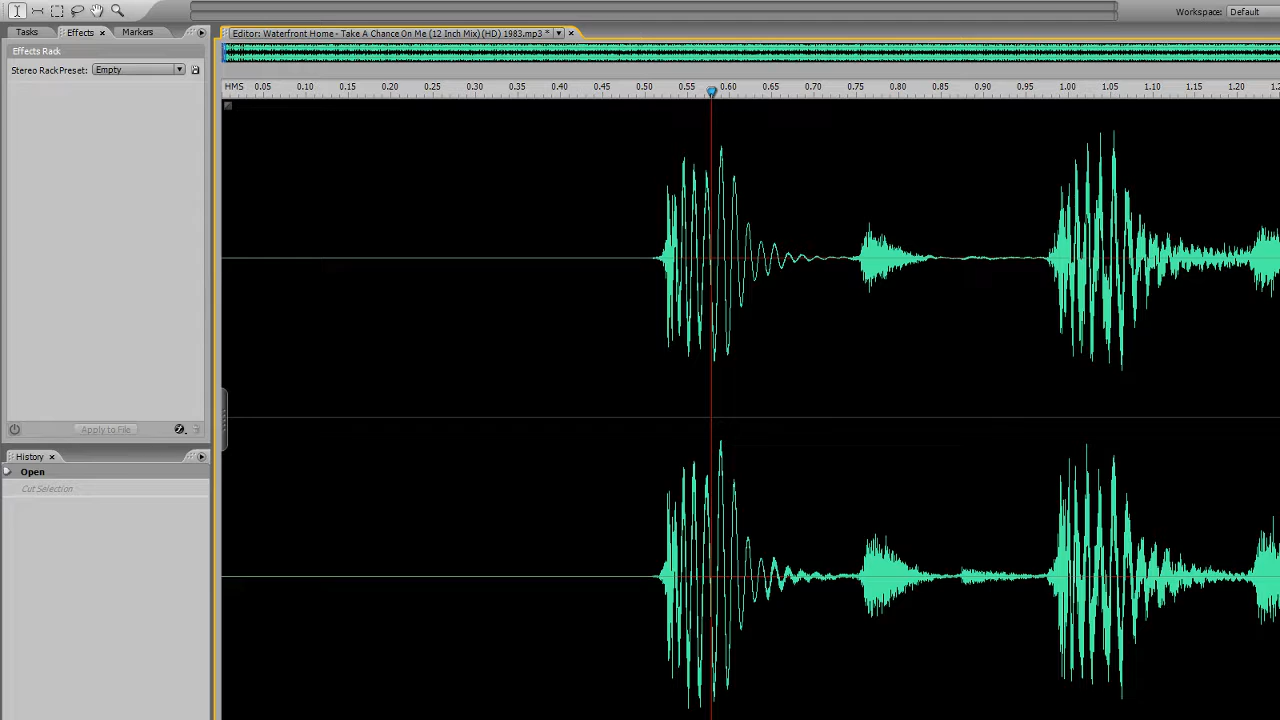 Workspace: Default
Tasks Effects Markers
Editor: Waterfront Home - Take A Chance On Me (12 Inch Mix) (HD) 1983.mp3 *
Effects Rack
Stereo Rack Preset: Empty
HMS 0.05 0.10 0.15 0.20 0.25 0.30 0.35 0.40 0.45 0.50 0.55 0.60 0.65 0.70 0.75 0.80 0.85 0.90 0.95 1.00 1.05 1.10 1.15 1.20
Apply to File
History
Open
Cut Selection